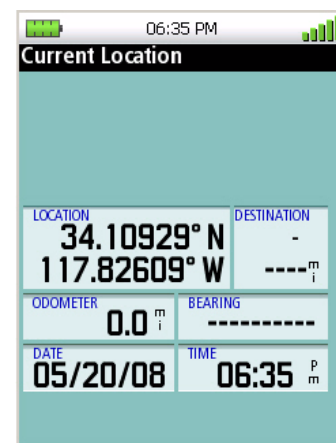 06:35 PM
Current Location
LOCATION
34.10929° N
117.82609° W
DESTINATION
-
---- mi
ODOMETER
0.0 mi
BEARING
----------
DATE
05/20/08
TIME
06:35 Pm